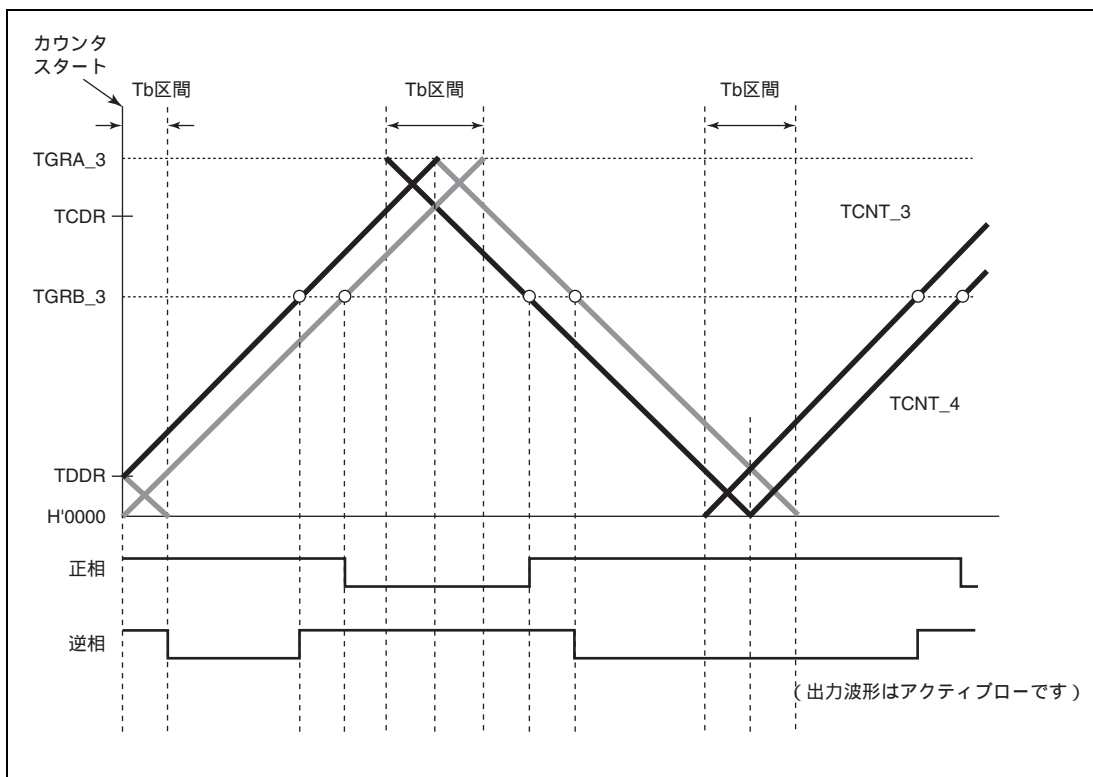 カウンタ
スタート
Tb区間
Tb区間
Tb区間
TGRA_3
TCDR
TCNT_3
TGRB_3
TCNT_4
TDDR
H'0000
正相
逆相
（出力波形はアクティブローです）